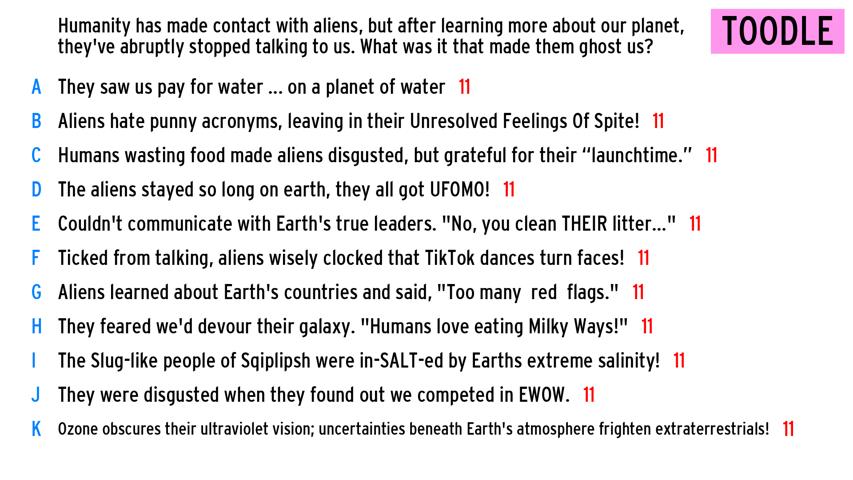 Humanity has made contact with aliens, but after learning more about our planet,
they've abruptly stopped talking to us. What was it that made them ghost us?
TOODLE
A They saw us pay for water ... on a planet of water 11
B Aliens hate punny acronyms, leaving in their Unresolved Feelings Of Spite! 11
C Humans wasting food made aliens disgusted, but grateful for their “launchtime.” 11
D The aliens stayed so long on earth, they all got UFOMO! 11
E Couldn't communicate with Earth's true leaders. "No, you clean THEIR litter..." 11
F Ticked from talking, aliens wisely clocked that TikTok dances turn faces! 11
G Aliens learned about Earth's countries and said, "Too many red flags." 11
H They feared we'd devour their galaxy. "Humans love eating Milky Ways!" 11
I The Slug-like people of Sqiplipsh were in-SALT-ed by Earths extreme salinity! 11
J They were disgusted when they found out we competed in EWOW. 11
K Ozone obscures their ultraviolet vision; uncertainties beneath Earth's atmosphere frighten extraterrestrials! 11